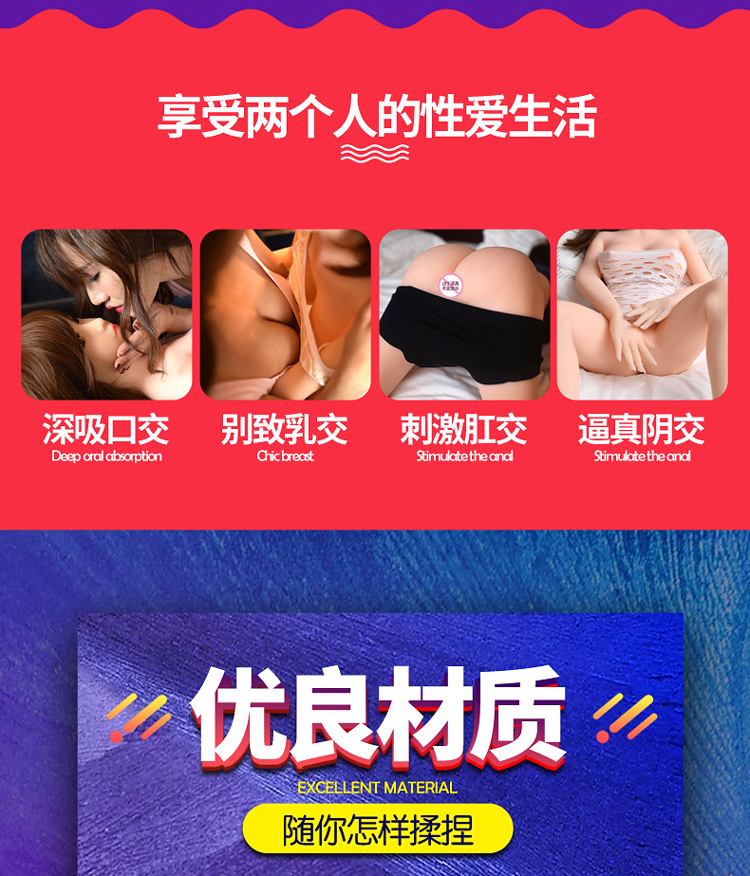 享受两个人的性爱生活
深吸口交
Deep oral absorption
别致乳交
Chic breast
刺激肛交
Stimulate the anal
逼真阴交
Stimulate the anal
优良材质
EXCELLENT MATERIAL
随你怎样揉捏